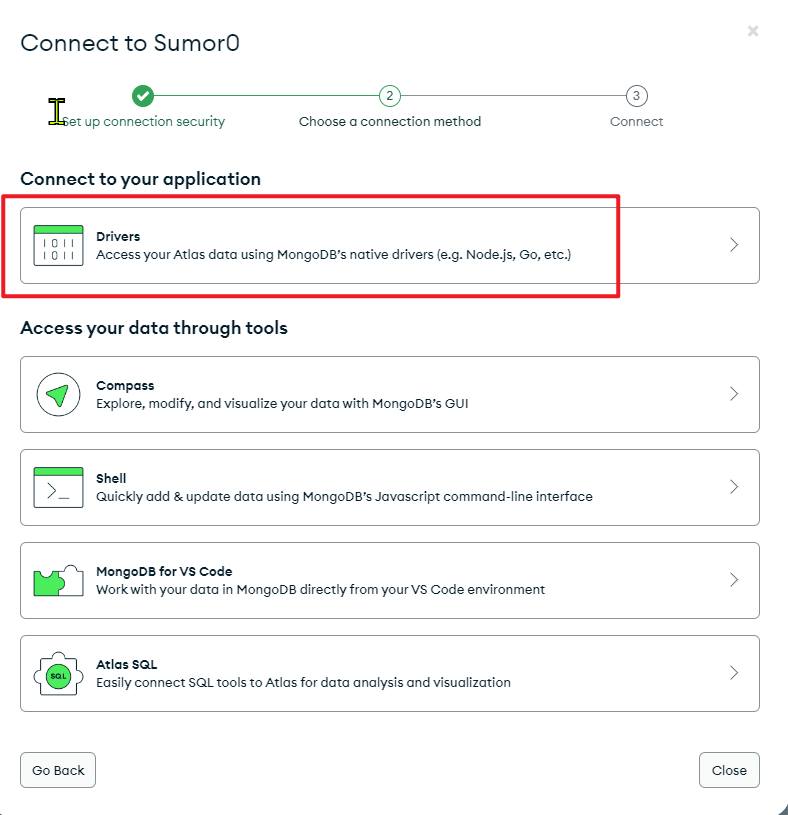 Connect to Sumor0
2
3
Set up connection security
Choose a connection method
Connect
Connect to your application
1011
1011
Drivers
Access your Atlas data using MongoDB's native drivers (e.g. Node.js, Go, etc.)
Access your data through tools
Compass
Explore, modify, and visualize your data with MongoDB's GUI
>_
Shell
Quickly add & update data using MongoDB's Javascript command-line interface
MongoDB for VS Code
Work with your data in MongoDB directly from your VS Code environment
SQL
Atlas SQL
Easily connect SQL tools to Atlas for data analysis and visualization
Go Back
Close